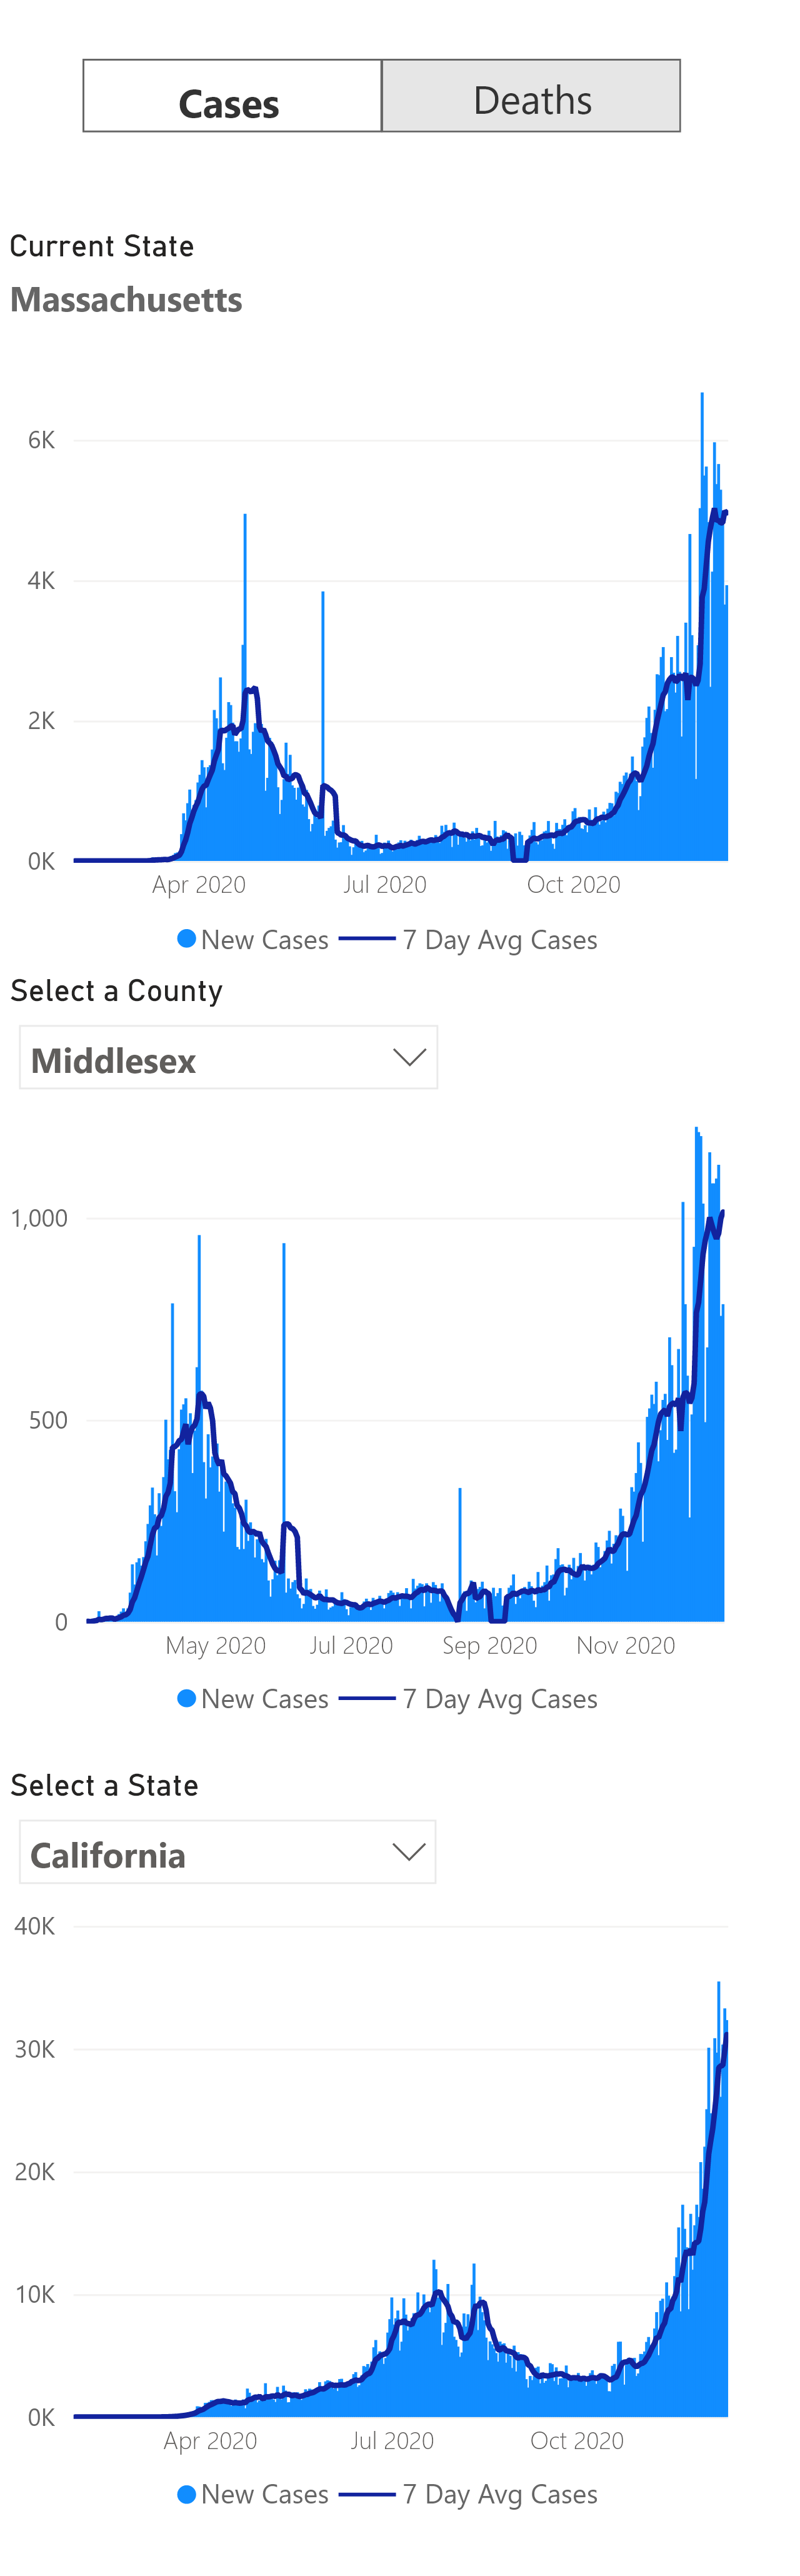 Cases Deaths
Current State
Massachusetts
6K
4K
2K
0K
Apr 2020 Jul 2020 Oct 2020
New Cases 7 Day Avg Cases
Select a County
Middlesex
1,000
500
0
May 2020 Jul 2020 Sep 2020 Nov 2020
New Cases 7 Day Avg Cases
Select a State
California
40K
30K
20K
10K
0K
Apr 2020 Jul 2020 Oct 2020
New Cases 7 Day Avg Cases